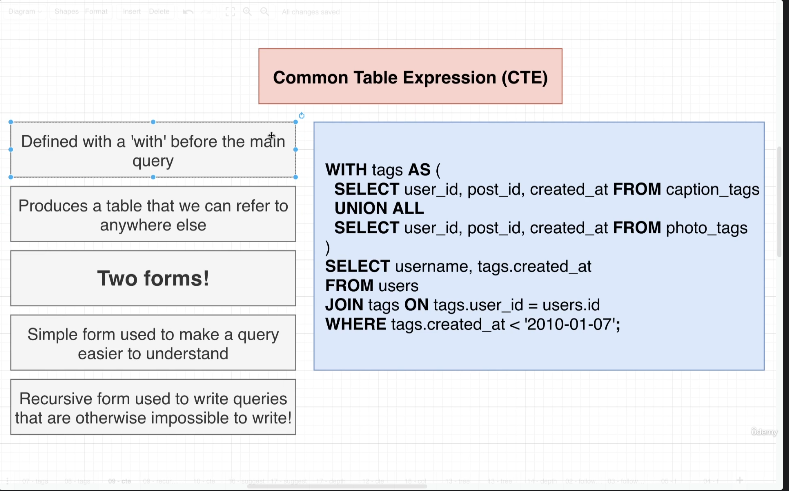 Diagram Shapes Format Insert Delete All changes saved
Common Table Expression (CTE)
Defined with a 'with' before the main
query
Produces a table that we can refer to
anywhere else
Two forms!
Simple form used to make a query
easier to understand
Recursive form used to write queries
that are otherwise impossible to write!
WITH tags AS (
SELECT user_id, post_id, created_at FROM caption_tags
UNION ALL
SELECT user_id, post_id, created_at FROM photo_tags
)
SELECT username, tags.created_at
FROM users
JOIN tags ON tags.user_id = users.id
WHERE tags.created_at < '2010-01-07';
Udemy